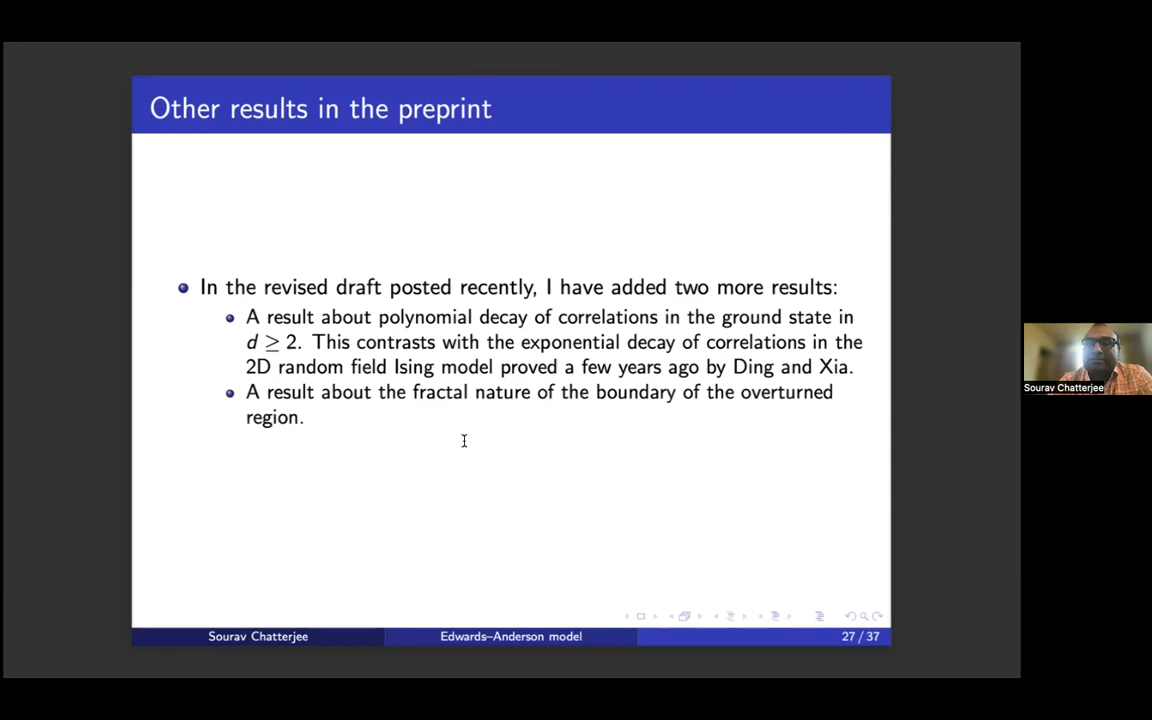 Other results in the preprint
In the revised draft posted recently, I have added two more results:
A result about polynomial decay of correlations in the ground state in
d ≥ 2. This contrasts with the exponential decay of correlations in the
2D random field Ising model proved a few years ago by Ding and Xia.
A result about the fractal nature of the boundary of the overturned
region.
Sourav Chatterjee
Edwards–Anderson model
27 / 37
Sourav Chatterjee